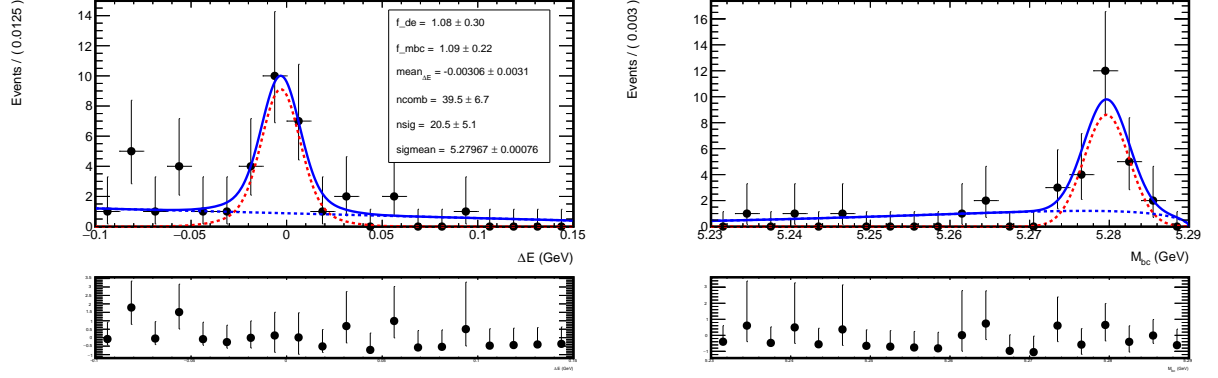 Events / ( 0.0125 )
14
12
10
8
6
4
2
0
f_de = 1.08 ± 0.30
f_mbc = 1.09 ± 0.22
mean_ΔE = -0.00306 ± 0.0031
ncomb = 39.5 ± 6.7
nsig = 20.5 ± 5.1
sigmean = 5.27967 ± 0.00076
−0.1 −0.05 0 0.05 0.1 0.15
ΔE (GeV)
Events / ( 0.003 )
16
14
12
10
8
6
4
2
0
5.23 5.24 5.25 5.26 5.27 5.28 5.29
M_bc (GeV)
ΔE (GeV)
M_bc (GeV)